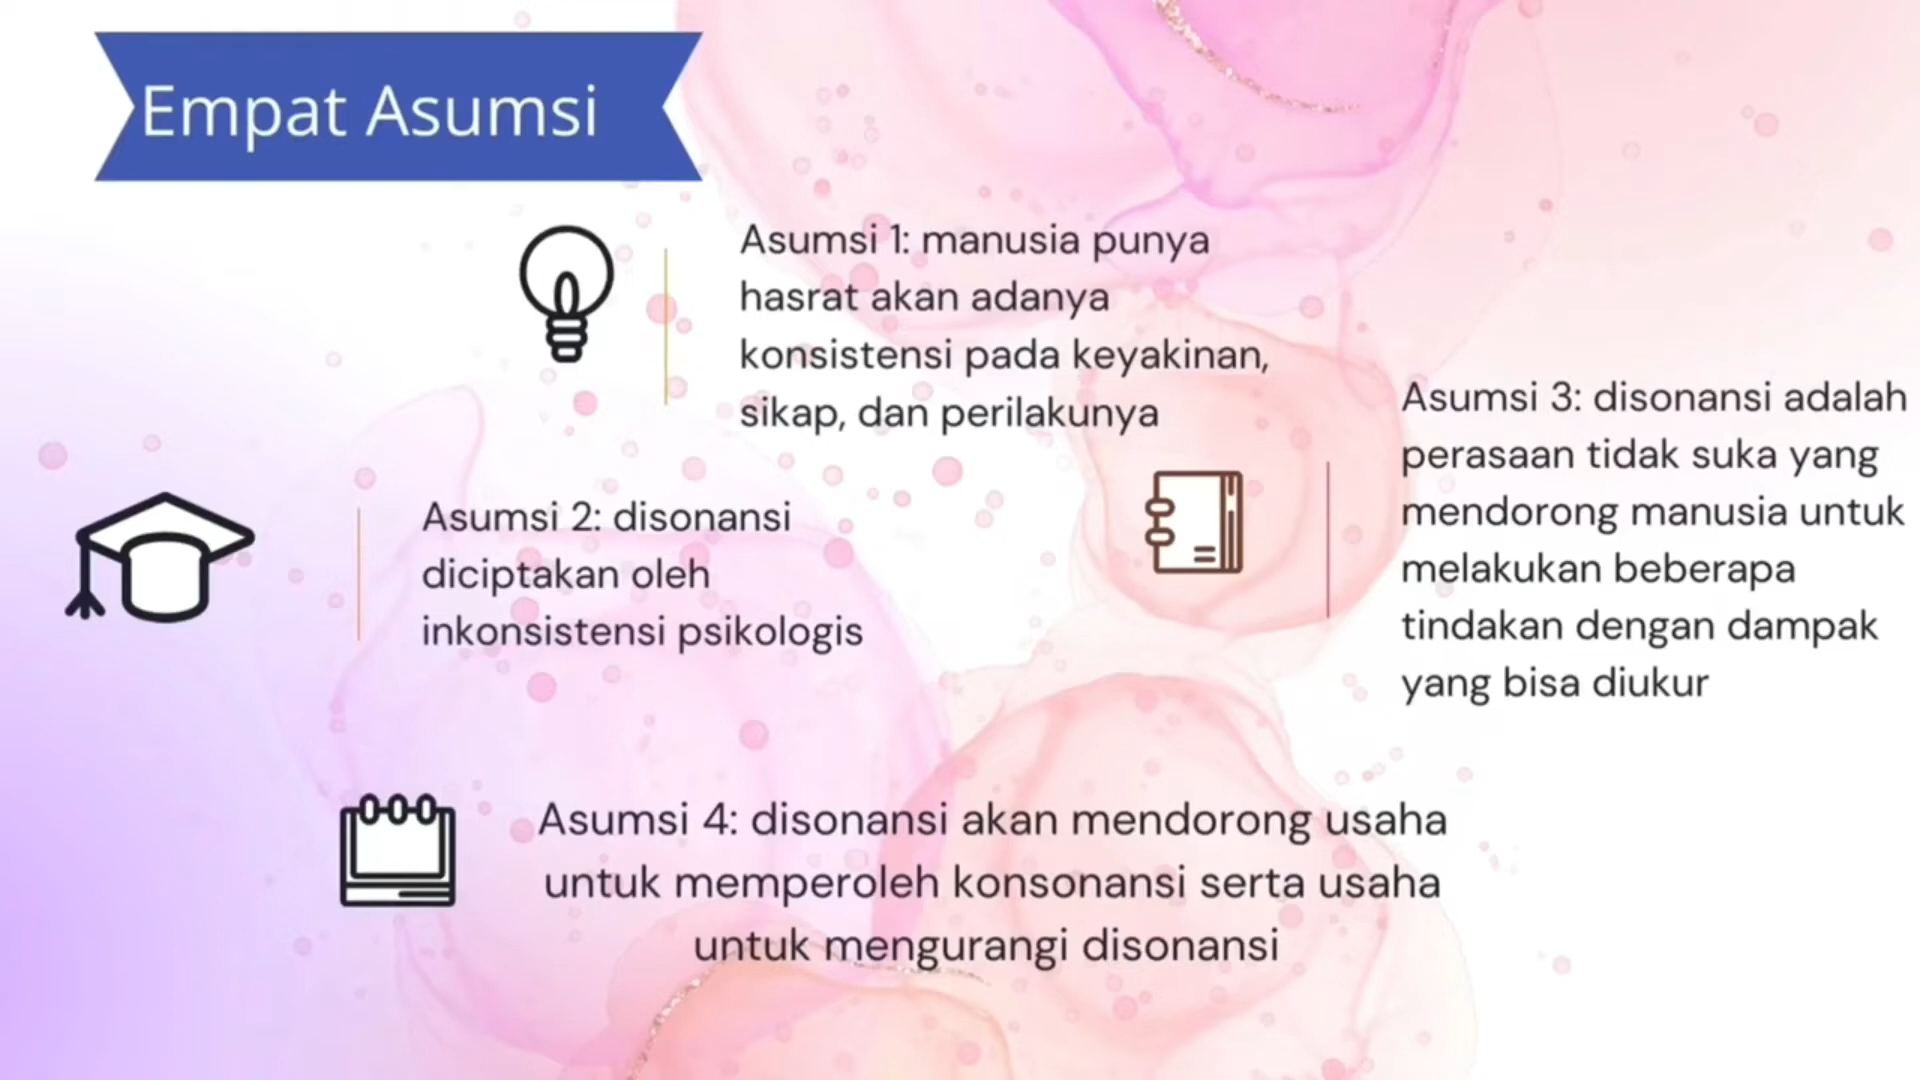 Empat Asumsi
Asumsi 1: manusia punya
hasrat akan adanya
konsistensi pada keyakinan,
sikap, dan perilakunya
Asumsi 2: disonansi
diciptakan oleh
inkonsistensi psikologis
Asumsi 3: disonansi adalah
perasaan tidak suka yang
mendorong manusia untuk
melakukan beberapa
tindakan dengan dampak
yang bisa diukur
Asumsi 4: disonansi akan mendorong usaha
untuk memperoleh konsonansi serta usaha
untuk mengurangi disonansi